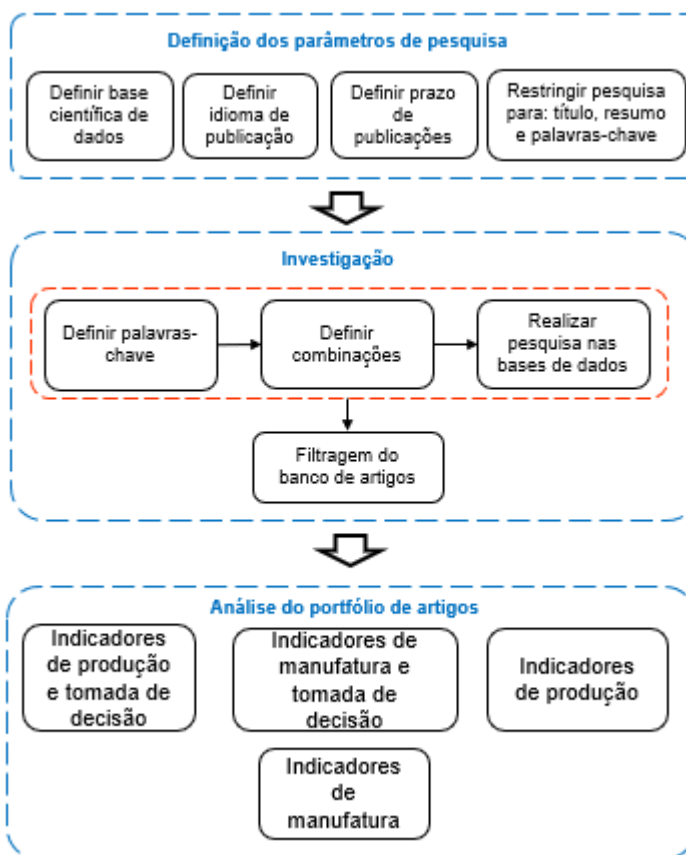 Definição dos parâmetros de pesquisa
Definir base
científica de
dados
Definir
idioma de
publicação
Definir prazo
de
publicações
Restringir pesquisa
para: título, resumo
e palavras-chave
Investigação
Definir palavras-
chave
Definir
combinações
Realizar
pesquisa nas
bases de dados
Filtragem do
banco de artigos
Análise do portfólio de artigos
Indicadores
de produção
e tomada de
decisão
Indicadores de
manufatura e
tomada de
decisão
Indicadores
de produção
Indicadores
de
manufatura